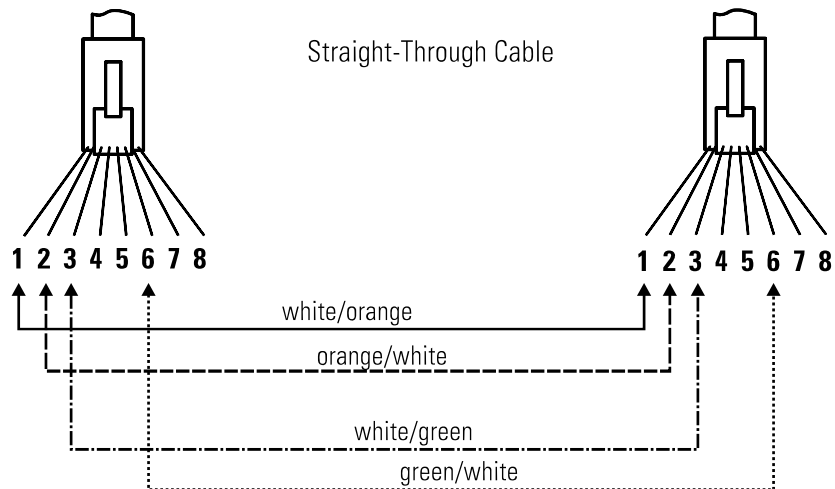 Straight-Through Cable
1 2 3 4 5 6 7 8
1 2 3 4 5 6 7 8
white/orange
orange/white
white/green
green/white